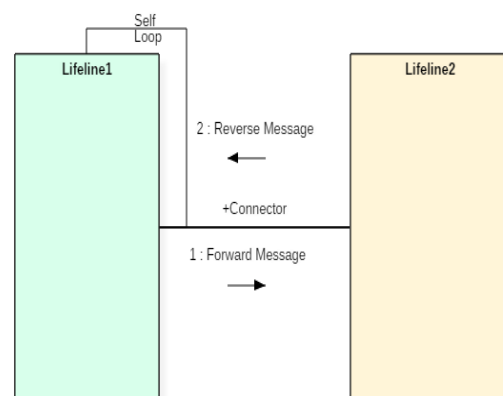 Self
Loop
Lifeline1
Lifeline2
2 : Reverse Message
+Connector
1 : Forward Message